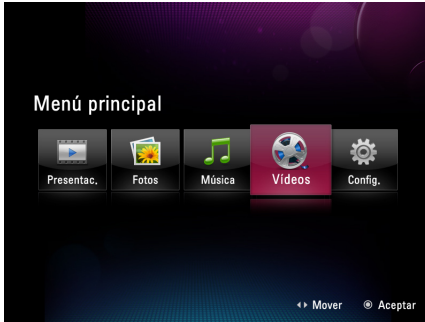 Menú principal
Presentac. Fotos Música Vídeos Config.
Mover Aceptar